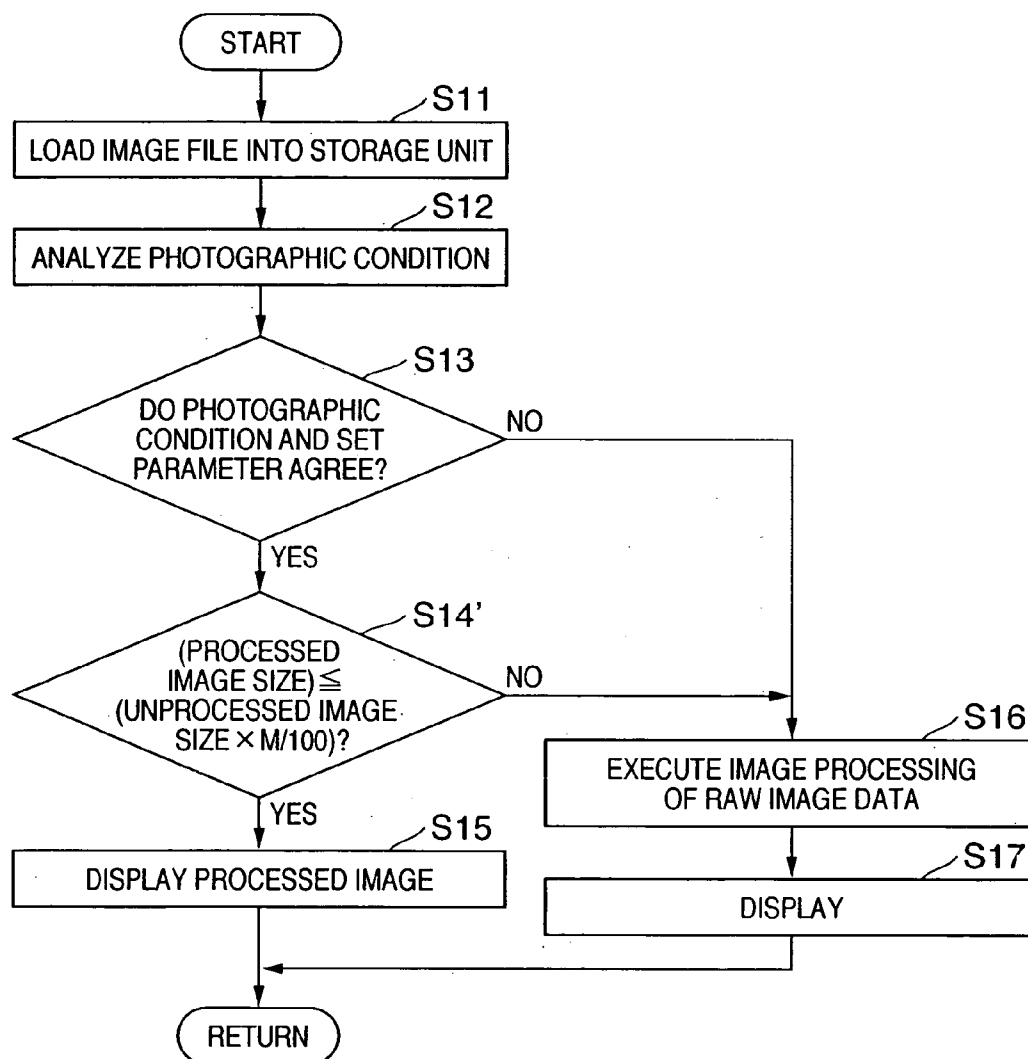 START
S11
LOAD IMAGE FILE INTO STORAGE UNIT
S12
ANALYZE PHOTOGRAPHIC CONDITION
S13
DO PHOTOGRAPHIC
CONDITION AND SET
PARAMETER AGREE?
NO
YES
S14'
(PROCESSED
IMAGE SIZE)≦
(UNPROCESSED IMAGE
SIZE×M/100)?
NO
YES
S16
EXECUTE IMAGE PROCESSING
OF RAW IMAGE DATA
S15
DISPLAY PROCESSED IMAGE
S17
DISPLAY
RETURN